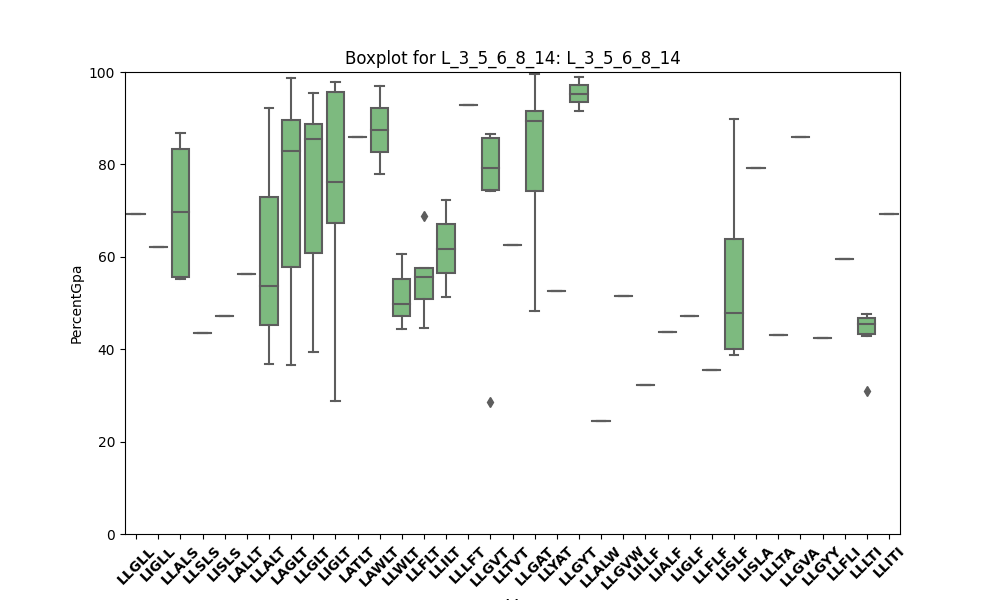 Boxplot for L_3_5_6_8_14: L_3_5_6_8_14
100
80
60
40
20
0
PercentGpa
LLGLL
LIGLL
LLALS
LLSLS
LISLS
LALLT
LLALT
LAGLT
LLGLT
LIGLT
LATLT
LAWLT
LLWLT
LLFLT
LLILT
LLLFT
LLGVT
LLTVT
LLGAT
LLYAT
LLGYT
LLALW
LLGVW
LILLF
LIALF
LIGLF
LLFLF
LISLF
LISLA
LLLTA
LLGVA
LLGYY
LLFLI
LLLTI
LLITI